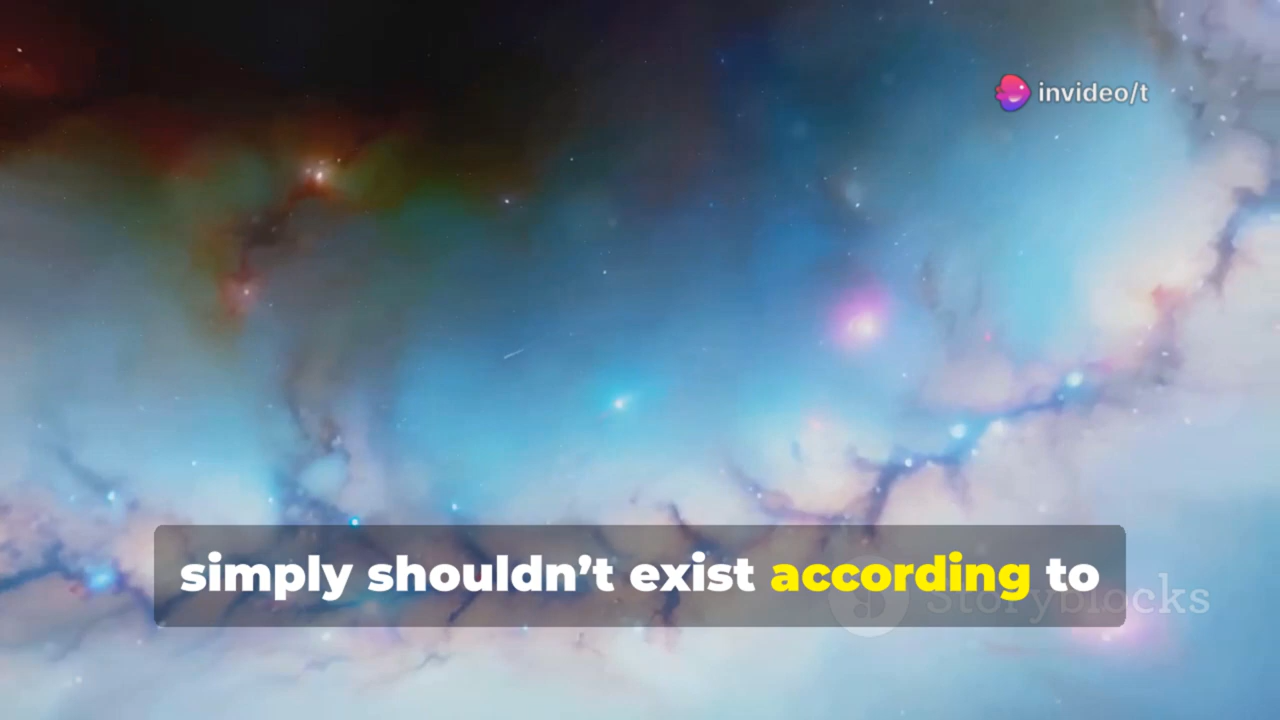 invideo/t
simply shouldn’t exist according to
Storyblocks